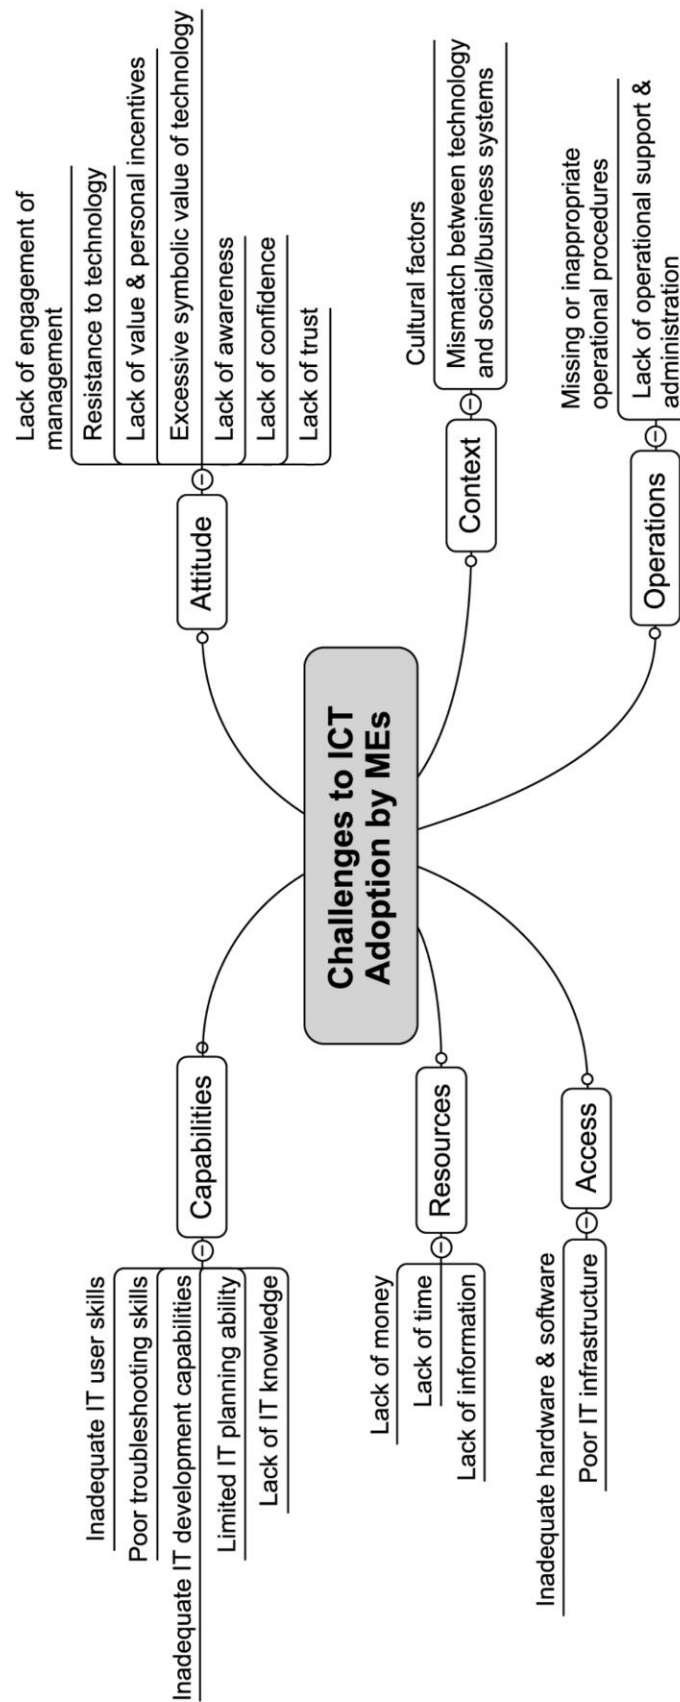 Challenges to ICT
Adoption by MEs
Capabilities
Inadequate IT user skills
Poor troubleshooting skills
Inadequate IT development capabilities
Limited IT planning ability
Lack of IT knowledge
Resources
Lack of money
Lack of time
Lack of information
Access
Inadequate hardware & software
Poor IT infrastructure
Attitude
Lack of engagement of
management
Resistance to technology
Lack of value & personal incentives
Excessive symbolic value of technology
Lack of awareness
Lack of confidence
Lack of trust
Context
Cultural factors
Mismatch between technology
and social/business systems
Operations
Missing or inappropriate
operational procedures
Lack of operational support &
administration